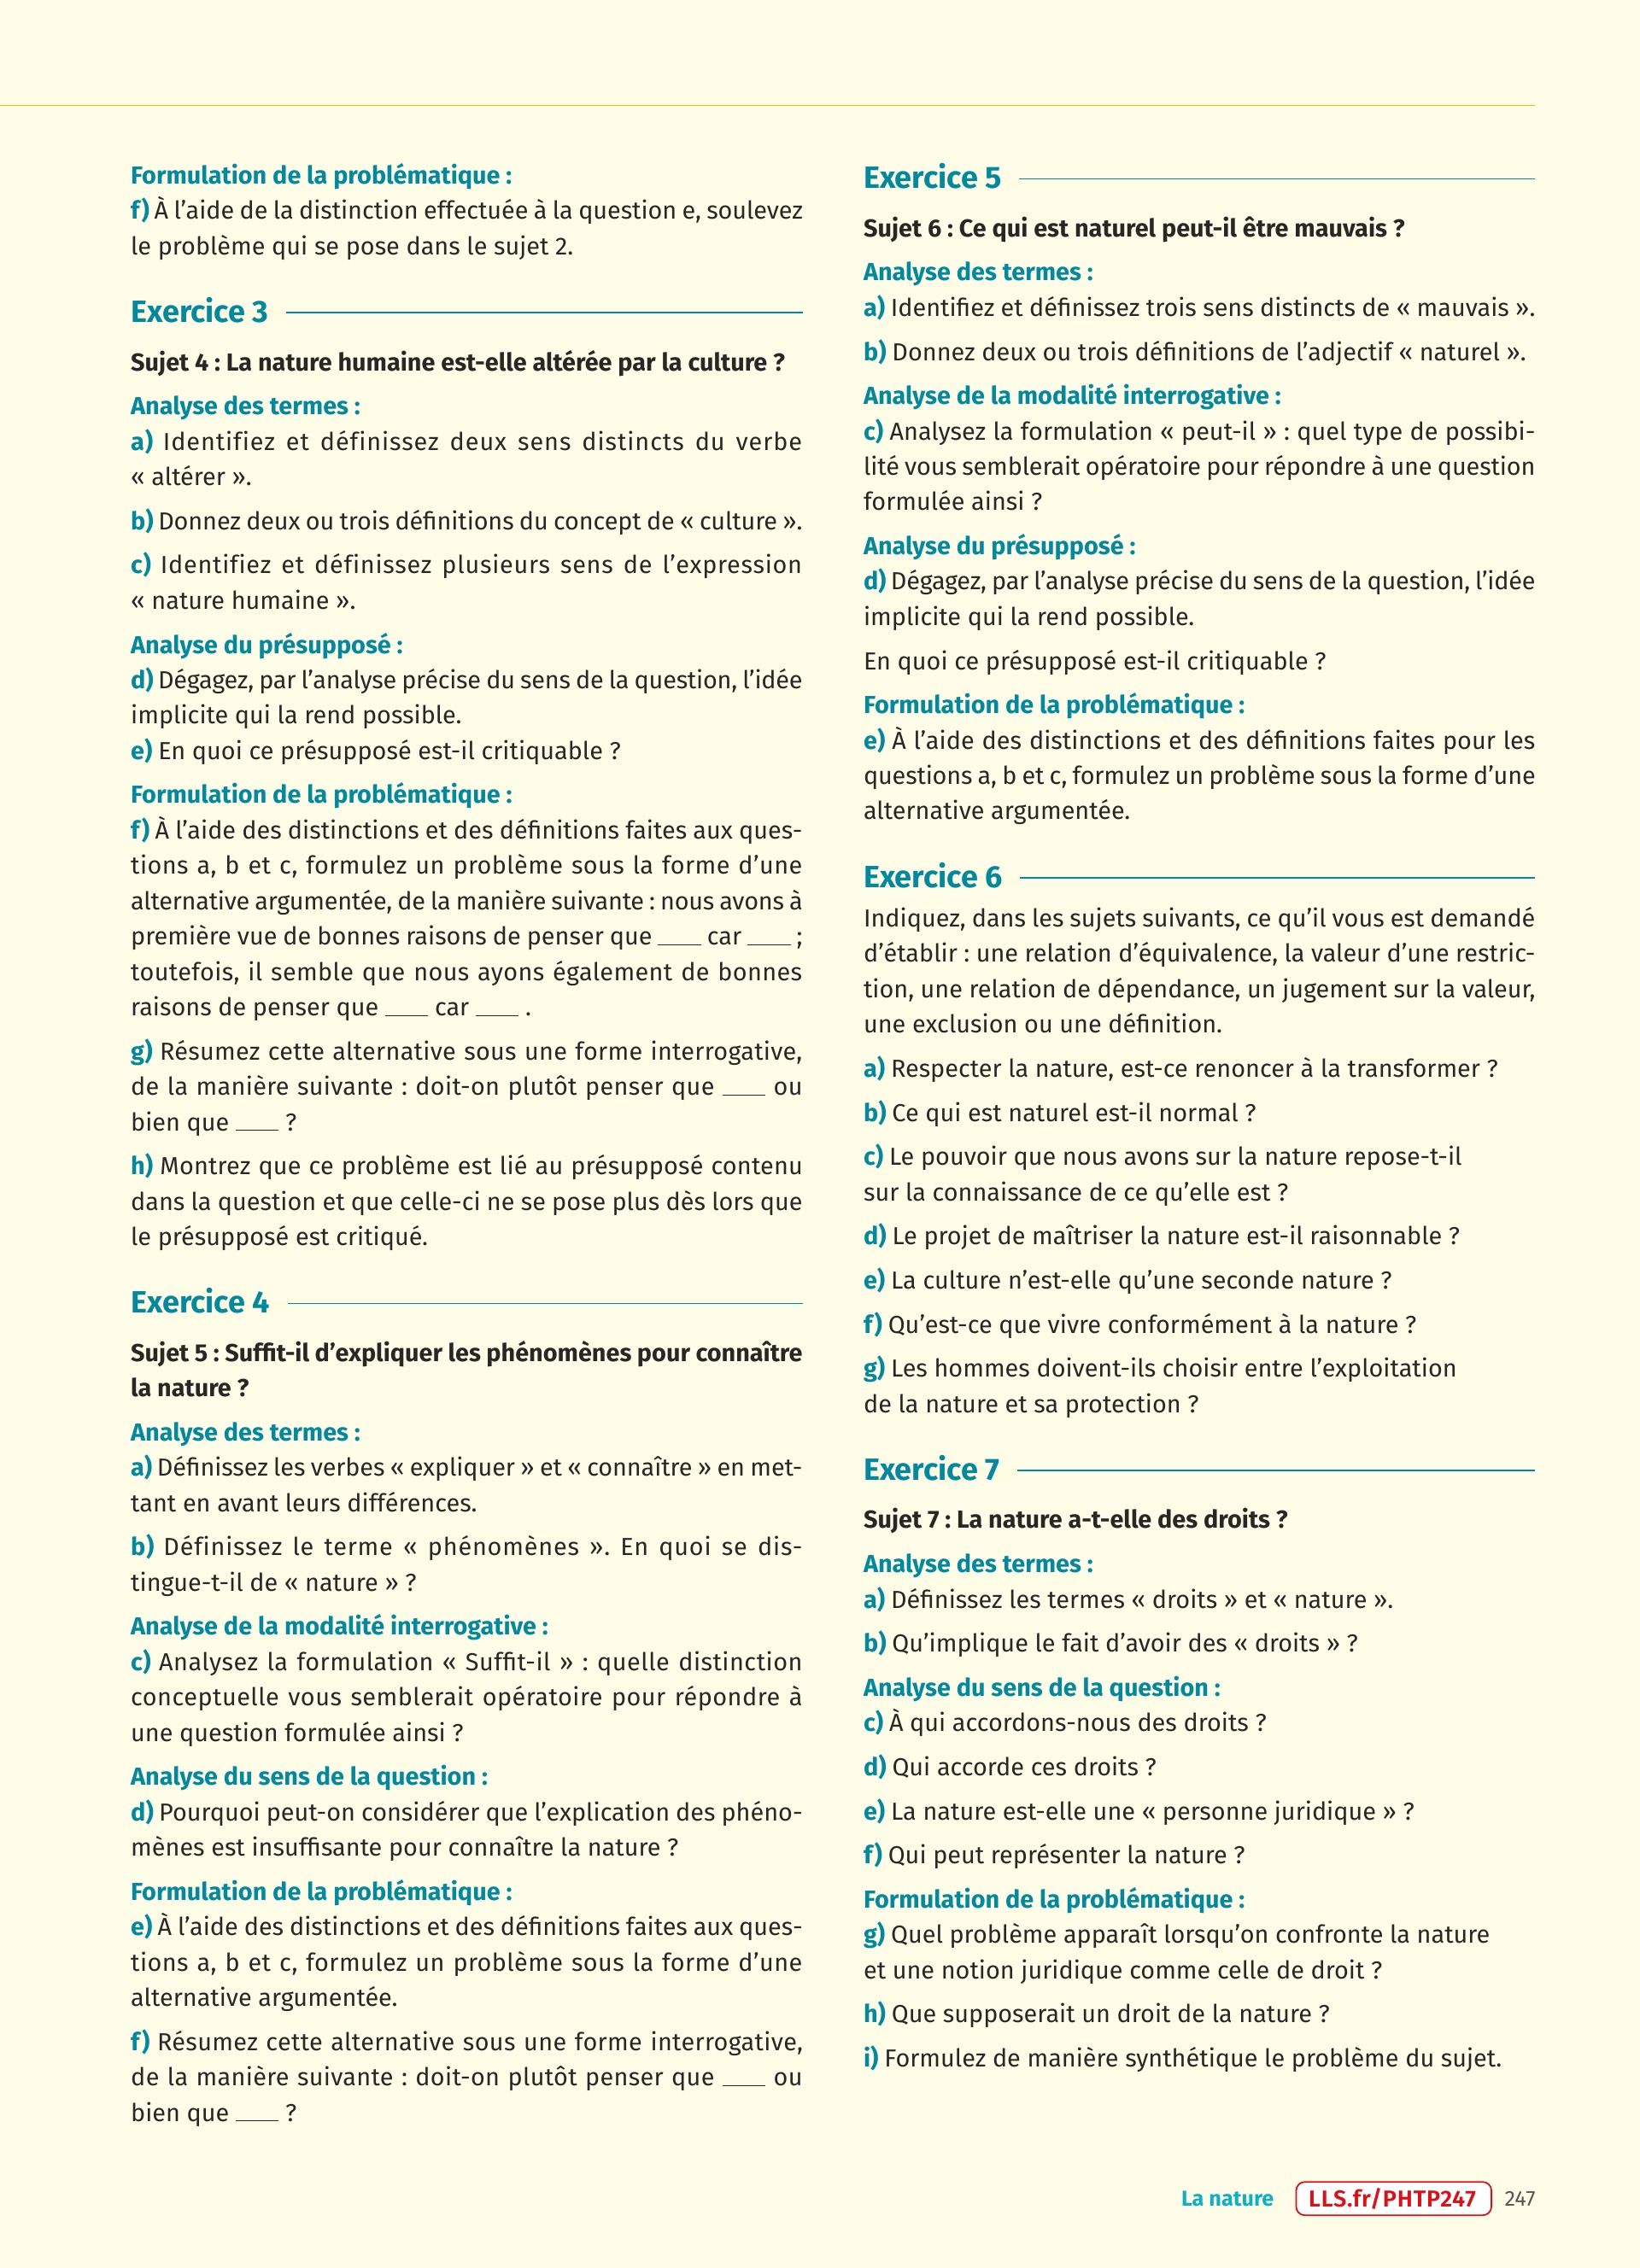 Formulation de la problématique :
f) À l’aide de la distinction effectuée à la question e, soulevez
le problème qui se pose dans le sujet 2.
Exercice 3
Sujet 4 : La nature humaine est-elle altérée par la culture ?
Analyse des termes :
a) Identifiez et définissez deux sens distincts du verbe
« altérer ».
b) Donnez deux ou trois définitions du concept de « culture ».
c) Identifiez et définissez plusieurs sens de l’expression
« nature humaine ».
Analyse du présupposé :
d) Dégagez, par l’analyse précise du sens de la question, l’idée
implicite qui la rend possible.
e) En quoi ce présupposé est-il critiquable ?
Formulation de la problématique :
f) À l’aide des distinctions et des définitions faites aux ques-
tions a, b et c, formulez un problème sous la forme d’une
alternative argumentée, de la manière suivante : nous avons à
première vue de bonnes raisons de penser que ____ car ____ ;
toutefois, il semble que nous ayons également de bonnes
raisons de penser que ____ car ____ .
g) Résumez cette alternative sous une forme interrogative,
de la manière suivante : doit-on plutôt penser que ____ ou
bien que ____ ?
h) Montrez que ce problème est lié au présupposé contenu
dans la question et que celle-ci ne se pose plus dès lors que
le présupposé est critiqué.
Exercice 4
Sujet 5 : Suffit-il d’expliquer les phénomènes pour connaître
la nature ?
Analyse des termes :
a) Définissez les verbes « expliquer » et « connaître » en met-
tant en avant leurs différences.
b) Définissez le terme « phénomènes ». En quoi se dis-
tingue-t-il de « nature » ?
Analyse de la modalité interrogative :
c) Analysez la formulation « Suffit-il » : quelle distinction
conceptuelle vous semblerait opératoire pour répondre à
une question formulée ainsi ?
Analyse du sens de la question :
d) Pourquoi peut-on considérer que l’explication des phéno-
mènes est insuffisante pour connaître la nature ?
Formulation de la problématique :
e) À l’aide des distinctions et des définitions faites aux ques-
tions a, b et c, formulez un problème sous la forme d’une
alternative argumentée.
f) Résumez cette alternative sous une forme interrogative,
de la manière suivante : doit-on plutôt penser que ____ ou
bien que ____ ?
Exercice 5
Sujet 6 : Ce qui est naturel peut-il être mauvais ?
Analyse des termes :
a) Identifiez et définissez trois sens distincts de « mauvais ».
b) Donnez deux ou trois définitions de l’adjectif « naturel ».
Analyse de la modalité interrogative :
c) Analysez la formulation « peut-il » : quel type de possibi-
lité vous semblerait opératoire pour répondre à une question
formulée ainsi ?
Analyse du présupposé :
d) Dégagez, par l’analyse précise du sens de la question, l’idée
implicite qui la rend possible.
En quoi ce présupposé est-il critiquable ?
Formulation de la problématique :
e) À l’aide des distinctions et des définitions faites pour les
questions a, b et c, formulez un problème sous la forme d’une
alternative argumentée.
Exercice 6
Indiquez, dans les sujets suivants, ce qu’il vous est demandé
d’établir : une relation d’équivalence, la valeur d’une restric-
tion, une relation de dépendance, un jugement sur la valeur,
une exclusion ou une définition.
a) Respecter la nature, est-ce renoncer à la transformer ?
b) Ce qui est naturel est-il normal ?
c) Le pouvoir que nous avons sur la nature repose-t-il
sur la connaissance de ce qu’elle est ?
d) Le projet de maîtriser la nature est-il raisonnable ?
e) La culture n’est-elle qu’une seconde nature ?
f) Qu’est-ce que vivre conformément à la nature ?
g) Les hommes doivent-ils choisir entre l’exploitation
de la nature et sa protection ?
Exercice 7
Sujet 7 : La nature a-t-elle des droits ?
Analyse des termes :
a) Définissez les termes « droits » et « nature ».
b) Qu’implique le fait d’avoir des « droits » ?
Analyse du sens de la question :
c) À qui accordons-nous des droits ?
d) Qui accorde ces droits ?
e) La nature est-elle une « personne juridique » ?
f) Qui peut représenter la nature ?
Formulation de la problématique :
g) Quel problème apparaît lorsqu’on confronte la nature
et une notion juridique comme celle de droit ?
h) Que supposerait un droit de la nature ?
i) Formulez de manière synthétique le problème du sujet.
La nature LLS.fr/PHTP247 247